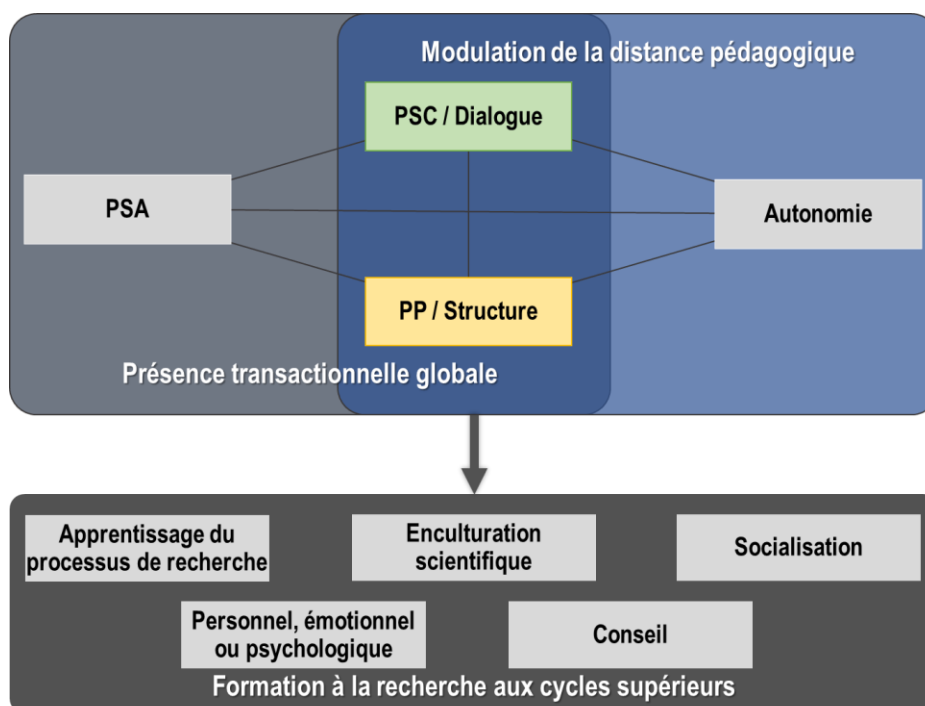 Modulation de la distance pédagogique
PSC / Dialogue
PSA
Autonomie
PP / Structure
Présence transactionnelle globale
Apprentissage du
processus de recherche
Enculturation
scientifique
Socialisation
Personnel, émotionnel
ou psychologique
Conseil
Formation à la recherche aux cycles supérieurs